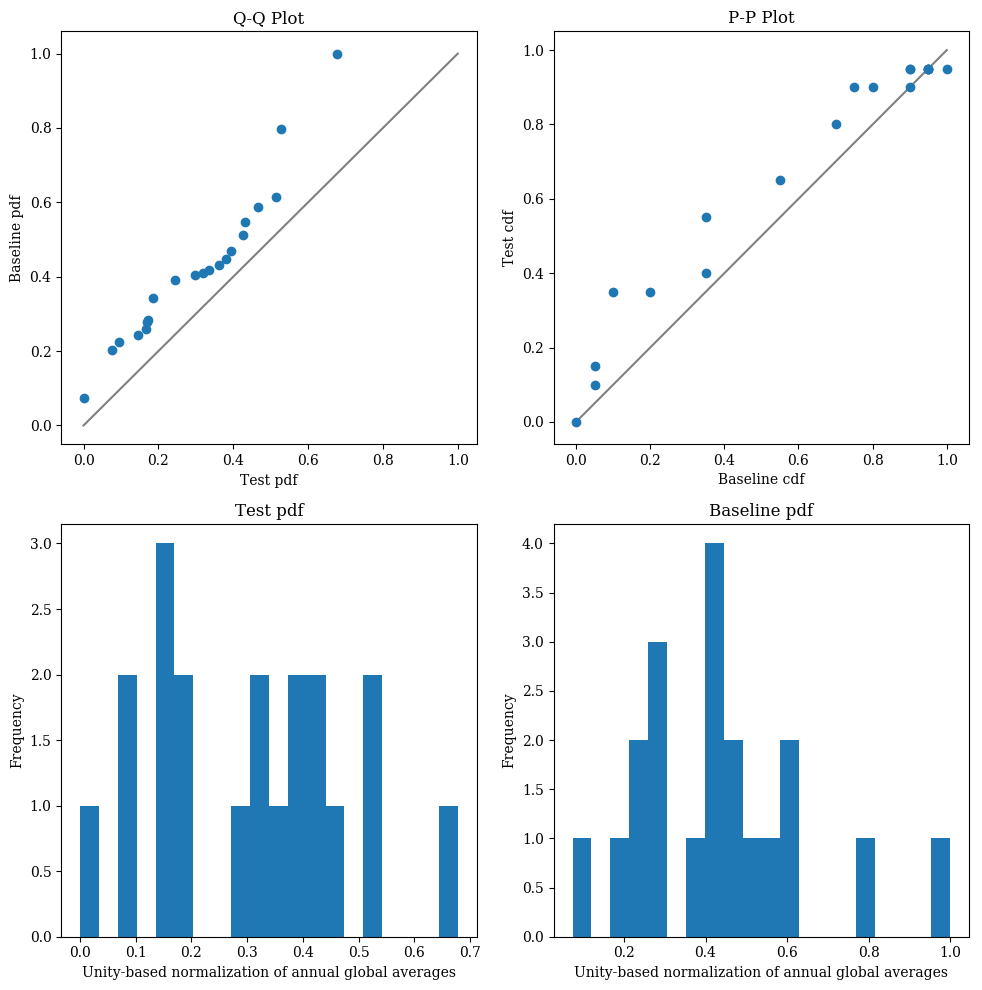 Q-Q Plot
1.0
0.8
0.6
0.4
0.2
0.0
Baseline pdf
0.0 0.2 0.4 0.6 0.8 1.0
Test pdf
P-P Plot
1.0
0.8
0.6
0.4
0.2
0.0
Test cdf
0.0 0.2 0.4 0.6 0.8 1.0
Baseline cdf
Test pdf
3.0
2.5
2.0
1.5
1.0
0.5
0.0
Frequency
0.0 0.1 0.2 0.3 0.4 0.5 0.6 0.7
Unity-based normalization of annual global averages
Baseline pdf
4.0
3.5
3.0
2.5
2.0
1.5
1.0
0.5
0.0
Frequency
0.2 0.4 0.6 0.8 1.0
Unity-based normalization of annual global averages